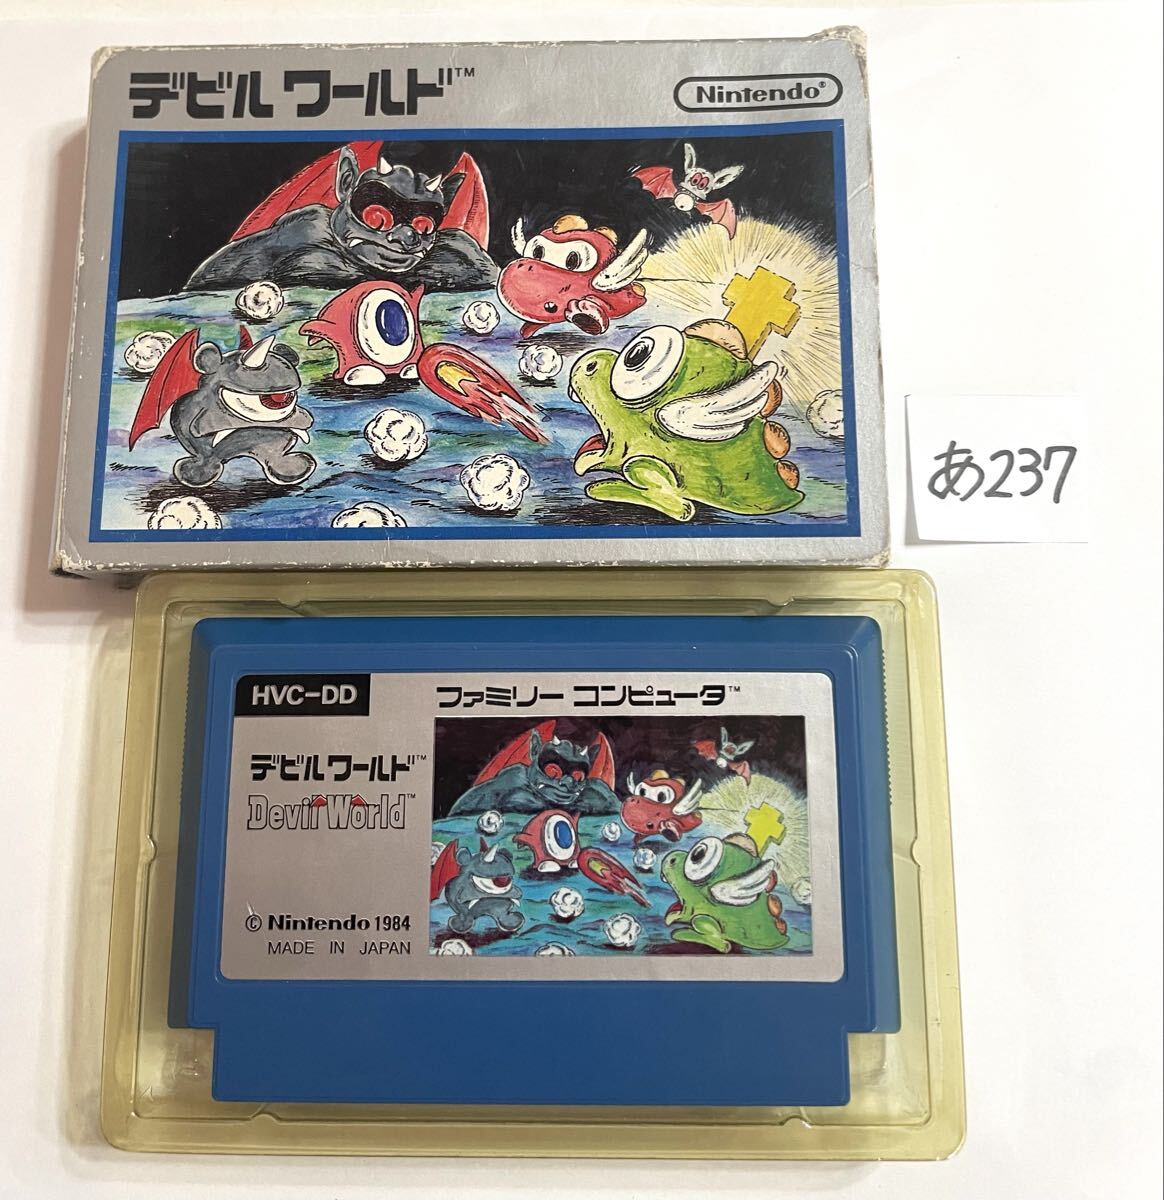 デビルワールド™
Nintendo®
あ237
HVC-DD
ファミリーコンピュータ™
デビルワールド™
Devil World™
© Nintendo 1984
MADE IN JAPAN